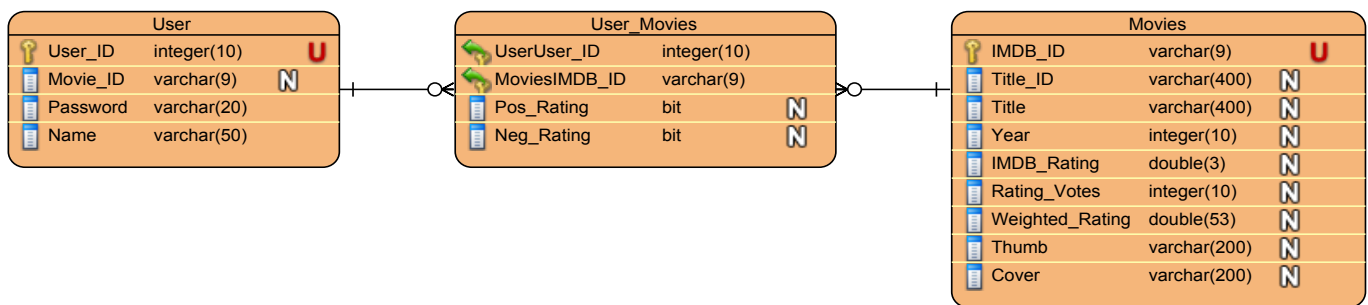 User
User_ID integer(10) U
Movie_ID varchar(9) N
Password varchar(20)
Name varchar(50)
User_Movies
UserUser_ID integer(10)
MoviesIMDB_ID varchar(9)
Pos_Rating bit N
Neg_Rating bit N
Movies
IMDB_ID varchar(9) U
Title_ID varchar(400) N
Title varchar(400) N
Year integer(10) N
IMDB_Rating double(3) N
Rating_Votes integer(10) N
Weighted_Rating double(53) N
Thumb varchar(200) N
Cover varchar(200) N